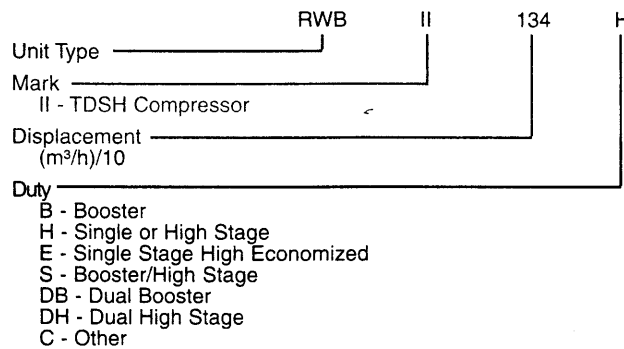 RWB II 134 H
Unit Type
Mark
II - TDSH Compressor
Displacement
(m³/h)/10
Duty
B - Booster
H - Single or High Stage
E - Single Stage High Economized
S - Booster/High Stage
DB - Dual Booster
DH - Dual High Stage
C - Other